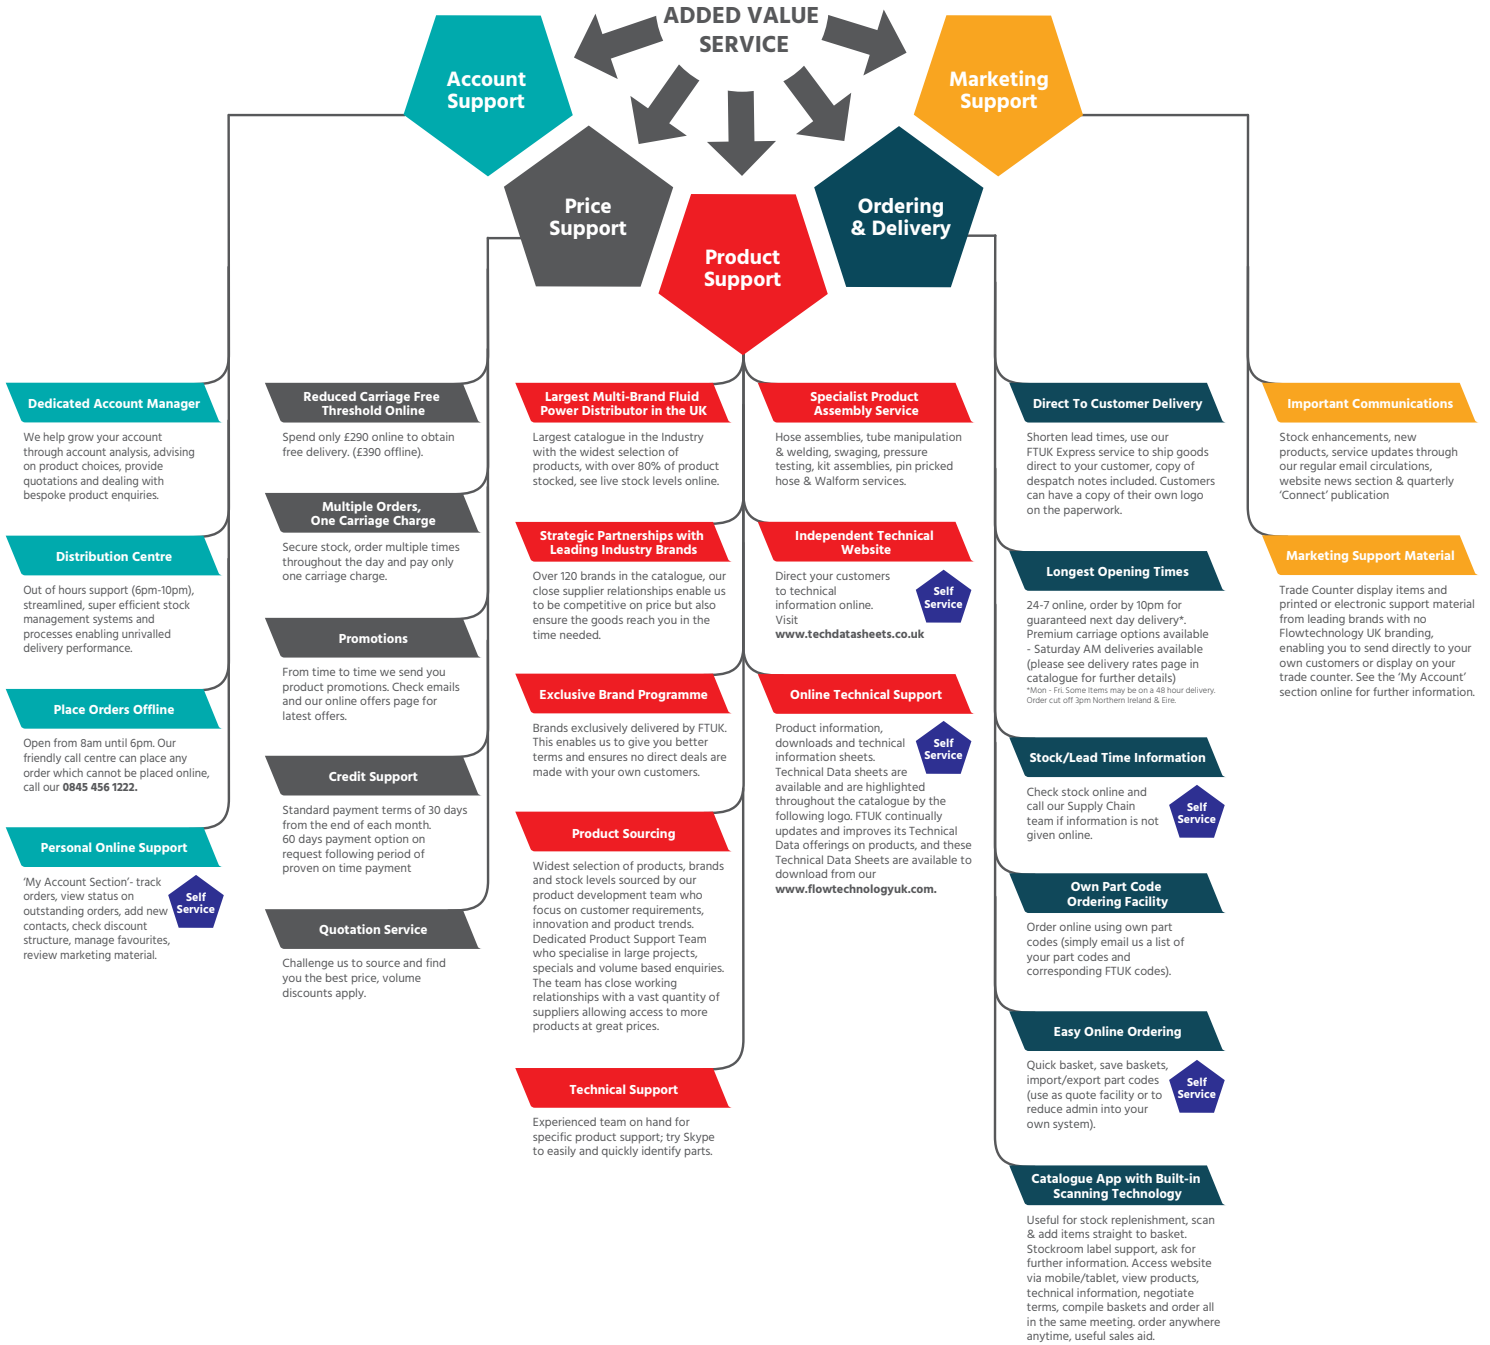 ADDED VALUE
SERVICE
Account
Support
Price
Support
Product
Support
Ordering
& Delivery
Marketing
Support
Dedicated Account Manager
We help grow your account
through account analysis, advising
on product choices, provide
quotations and dealing with
bespoke product enquiries.
Distribution Centre
Out of hours support (6pm-10pm),
streamlined, super efficient stock
management systems and
processes enabling unrivalled
delivery performance.
Place Orders Offline
Open from 8am until 6pm. Our
friendly call centre can place any
order which cannot be placed online,
call our 0845 456 1222.
Personal Online Support
'My Account Section'- track
orders, view status on
outstanding orders, add new
contacts, check discount
structure, manage favourites,
review marketing material.
Self
Service
Reduced Carriage Free
Threshold Online
Spend only £290 online to obtain
free delivery. (£390 offline).
Multiple Orders,
One Carriage Charge
Secure stock, order multiple times
throughout the day and pay only
one carriage charge.
Promotions
From time to time we send you
product promotions. Check emails
and our online offers page for
latest offers.
Credit Support
Standard payment terms of 30 days
from the end of each month.
60 days payment option on
request following period of
proven on time payment
Quotation Service
Challenge us to source and find
you the best price, volume
discounts apply.
Largest Multi-Brand Fluid
Power Distributor in the UK
Largest catalogue in the Industry
with the widest selection of
products, with over 80% of product
stocked, see live stock levels online.
Strategic Partnerships with
Leading Industry Brands
Over 120 brands in the catalogue, our
close supplier relationships enable us
to be competitive on price but also
ensure the goods reach you in the
time needed.
Exclusive Brand Programme
Brands exclusively delivered by FTUK.
This enables us to give you better
terms and ensures no direct deals are
made with your own customers.
Product Sourcing
Widest selection of products, brands
and stock levels sourced by our
product development team who
focus on customer requirements,
innovation and product trends.
Dedicated Product Support Team
who specialise in large projects,
specials and volume based enquiries.
The team has close working
relationships with a vast quantity of
suppliers allowing access to more
products at great prices.
Technical Support
Experienced team on hand for
specific product support; try Skype
to easily and quickly identify parts.
Specialist Product
Assembly Service
Hose assemblies, tube manipulation
& welding, swaging, pressure
testing, kit assemblies, pin pricked
hose & Walform services.
Independent Technical
Website
Direct your customers
to technical
information online.
Visit
www.techdatasheets.co.uk
Self
Service
Online Technical Support
Product information,
downloads and technical
information sheets.
Technical Data sheets are
available and are highlighted
throughout the catalogue by the
following logo. FTUK continually
updates and improves its Technical
Data offerings on products, and these
Technical Data Sheets are available to
download from our
www.flowtechnologyuk.com.
Self
Service
Direct To Customer Delivery
Shorten lead times, use our
FTUK Express service to ship goods
direct to your customer, copy of
despatch notes included. Customers
can have a copy of their own logo
on the paperwork.
Longest Opening Times
24-7 online, order by 10pm for
guaranteed next day delivery*.
Premium carriage options available
- Saturday AM deliveries available
(please see delivery rates page in
catalogue for further details)
*Mon - Fri. Some Items may be on a 48 hour delivery.
Order cut off 3pm Northern Ireland & Eire.
Stock/Lead Time Information
Check stock online and
call our Supply Chain
team if information is not
given online.
Self
Service
Own Part Code
Ordering Facility
Order online using own part
codes (simply email us a list of
your part codes and
corresponding FTUK codes).
Easy Online Ordering
Quick basket, save baskets,
import/export part codes
(use as quote facility or to
reduce admin into your
own system).
Self
Service
Catalogue App with Built-in
Scanning Technology
Useful for stock replenishment, scan
& add items straight to basket.
Stockroom label support, ask for
further information. Access website
via mobile/tablet, view products,
technical information, negotiate
terms, compile baskets and order all
in the same meeting. order anywhere
anytime, useful sales aid.
Important Communications
Stock enhancements, new
products, service updates through
our regular email circulations,
website news section & quarterly
'Connect' publication
Marketing Support Material
Trade Counter display items and
printed or electronic support material
from leading brands with no
Flowtechnology UK branding,
enabling you to send directly to your
own customers or display on your
trade counter. See the 'My Account'
section online for further information.